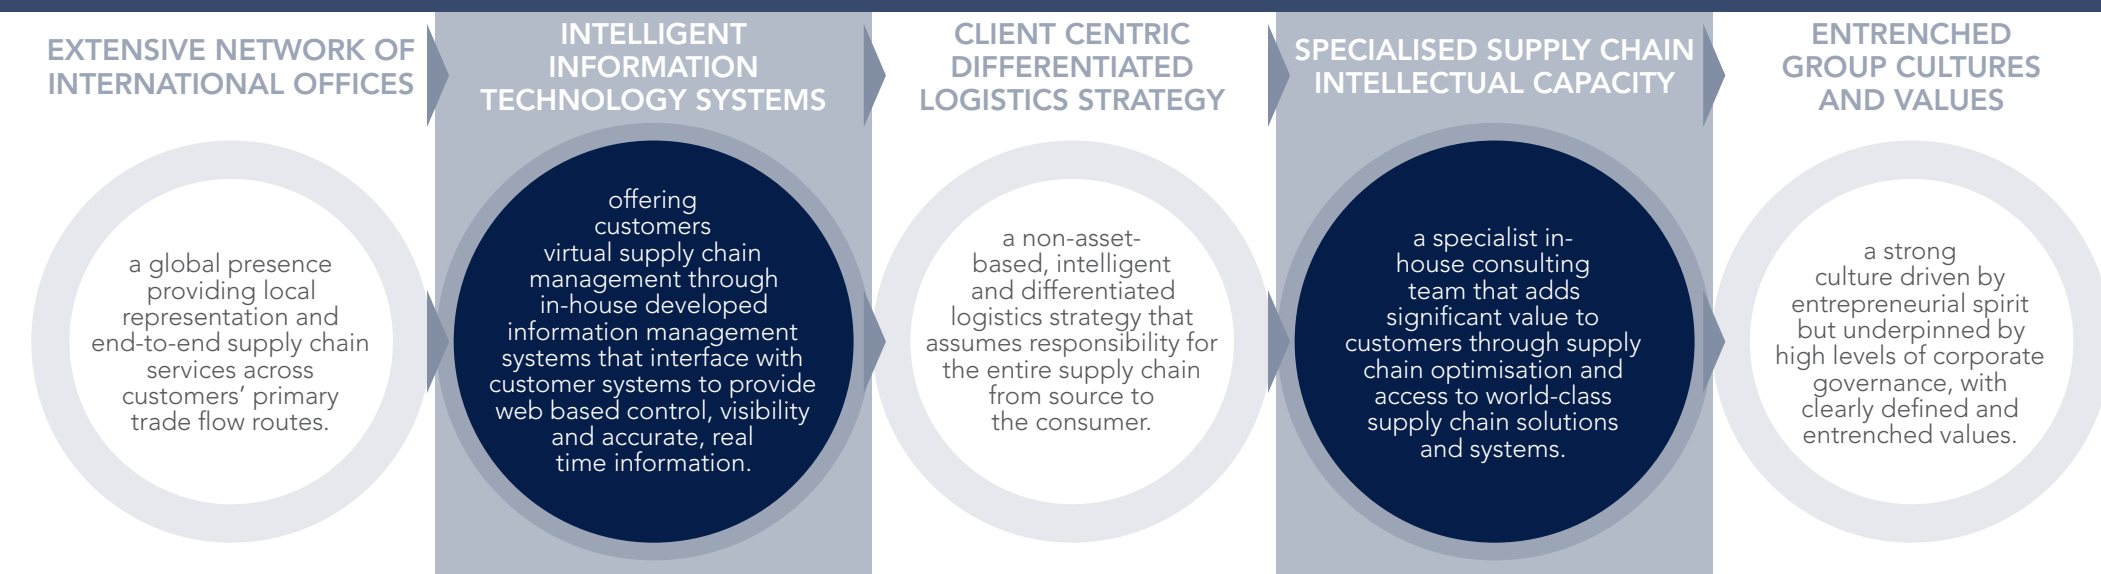 EXTENSIVE NETWORK OF
INTERNATIONAL OFFICES
a global presence
providing local
representation and
end-to-end supply chain
services across
customers’ primary
trade flow routes.
INTELLIGENT
INFORMATION
TECHNOLOGY SYSTEMS
offering
customers
virtual supply chain
management through
in-house developed
information management
systems that interface with
customer systems to provide
web based control, visibility
and accurate, real
time information.
CLIENT CENTRIC
DIFFERENTIATED
LOGISTICS STRATEGY
a non-asset-
based, intelligent
and differentiated
logistics strategy that
assumes responsibility for
the entire supply chain
from source to
the consumer.
SPECIALISED SUPPLY CHAIN
INTELLECTUAL CAPACITY
a specialist in-
house consulting
team that adds
significant value to
customers through supply
chain optimisation and
access to world-class
supply chain solutions
and systems.
ENTRENCHED
GROUP CULTURES
AND VALUES
a strong
culture driven by
entrepreneurial spirit
but underpinned by
high levels of corporate
governance, with
clearly defined and
entrenched values.